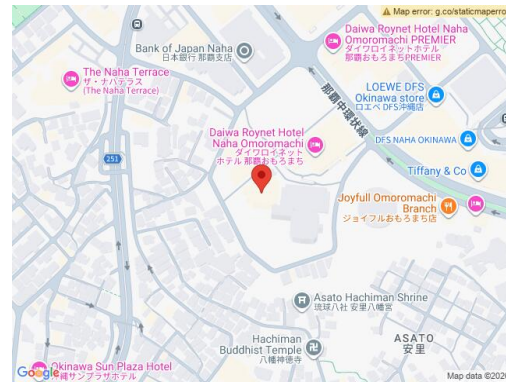 Map error: g.co/staticmaperro
Daiwa Roynet Hotel Naha
Omoromachi PREMIER
ダイワロイネットホテル
那覇おもろまちPREMIER
Bank of Japan Naha
日本銀行 那覇支店
The Naha Terrace
ザ・ナハテラス
(The Naha Terrace)
LOEWE DFS
Okinawa store
ロエベ DFS沖縄店
那覇中環状線
Daiwa Roynet Hotel
Naha Omoromachi
ダイワロイネット
ホテル 那覇おもろまち
DFS NAHA OKINAWA
251
Tiffany & Co
Joyfull Omoromachi
Branch
ジョイフルおもろまち店
Asato Hachiman Shrine
琉球八社 安里八幡宮
Hachiman
Buddhist Temple
八幡神徳寺
ASATO
安里
Okinawa Sun Plaza Hotel
沖縄サンプラザホテル
Google
Map data ©2026